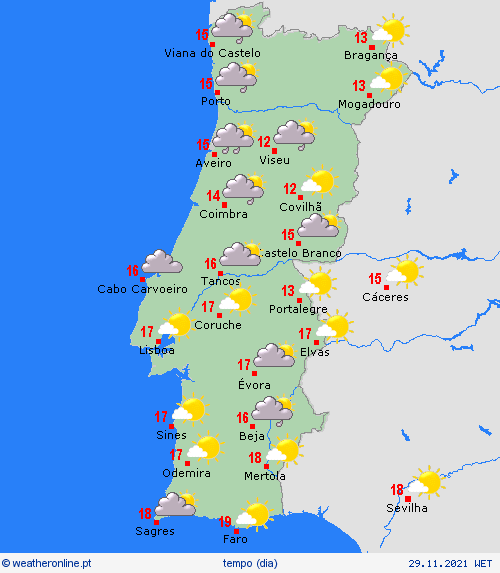 15
Viana do Castelo
13
Bragança
15
Porto
13
Mogadouro
15
Aveiro
12
Viseu
14
Coimbra
12
Covilhã
15
Castelo Branco
16
Cabo Carvoeiro
16
Tancos
15
Cáceres
13
Portalegre
17
Coruche
17
Lisboa
17
Elvas
17
Évora
17
Sines
16
Beja
17
Odemira
18
Mertola
18
Sevilha
18
Sagres
19
Faro
© weatheronline.pt tempo (dia) 29.11.2021 WET